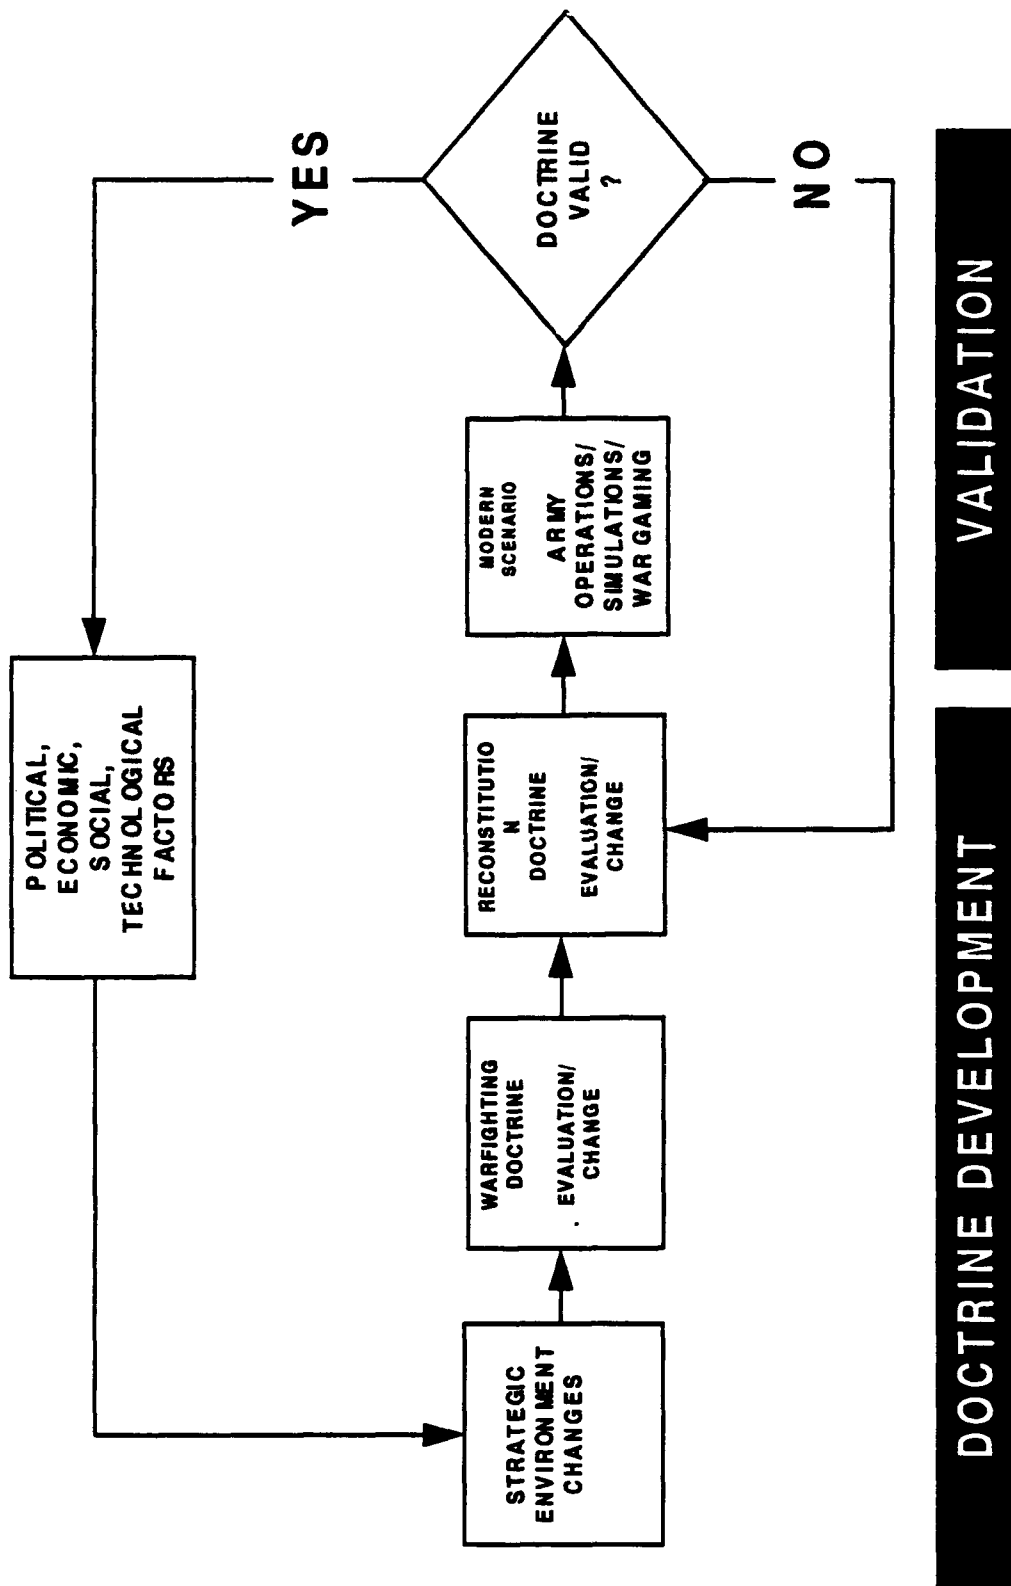 POLITICAL,
ECONOMIC,
SOCIAL,
TECHNOLOGICAL
FACTORS
YES
STRATEGIC
ENVIRONMENT
CHANGES
WARFIGHTING
DOCTRINE
EVALUATION/
CHANGE
RECONSTITUTIO
N
DOCTRINE
EVALUATION/
CHANGE
MODERN
SCENARIO
ARMY
OPERATIONS/
SIMULATIONS/
WAR GAMING
DOCTRINE
VALID
?
NO
DOCTRINE DEVELOPMENT
VALIDATION